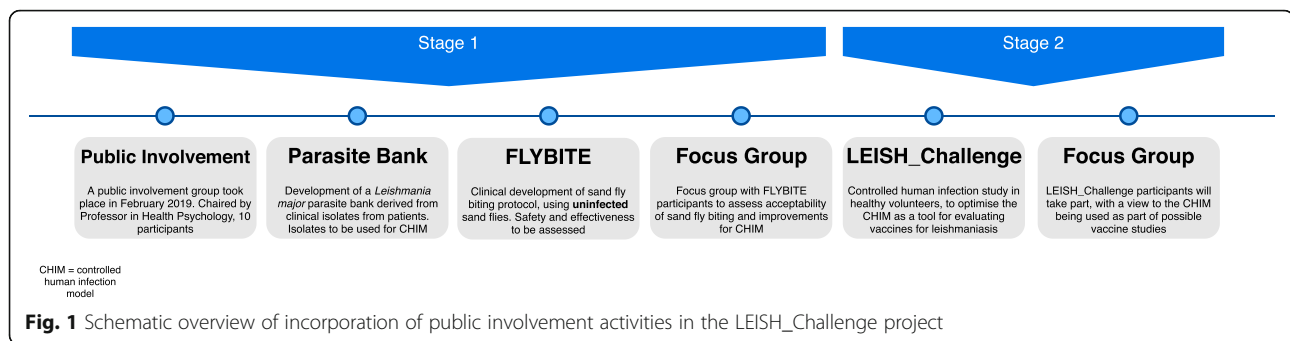 Stage 1
Stage 2
Public Involvement
A public involvement group took
place in February 2019. Chaired by
Professor in Health Psychology, 10
participants
Parasite Bank
Development of a Leishmania
major parasite bank derived from
clinical isolates from patients.
Isolates to be used for CHIM
FLYBITE
Clinical development of sand fly
biting protocol, using uninfected
sand flies. Safety and effectiveness
to be assessed
Focus Group
Focus group with FLYBITE
participants to assess acceptability
of sand fly biting and improvements
for CHIM
LEISH_Challenge
Controlled human infection study in
healthy volunteers, to optimise the
CHIM as a tool for evaluating
vaccines for leishmaniasis
Focus Group
LEISH_Challenge participants will
take part, with a view to the CHIM
being used as part of possible
vaccine studies
CHIM = controlled
human infection
model
Fig. 1 Schematic overview of incorporation of public involvement activities in the LEISH_Challenge project